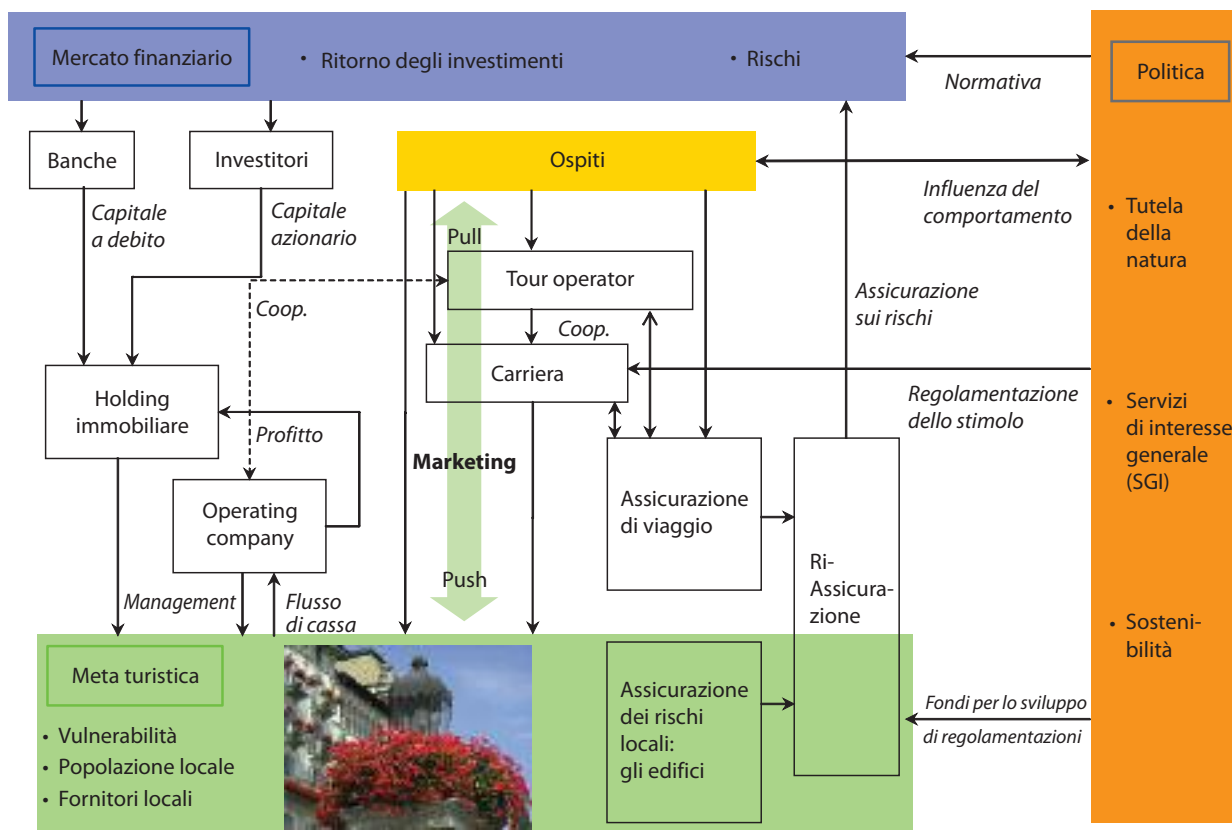 Mercato finanziario
• Ritorno degli investimenti
• Rischi
Normativa
Politica
Banche
Investitori
Ospiti
Capitale
a debito
Capitale
azionario
Influenza del
comportamento
• Tutela
della
natura
Pull
Tour operator
Coop.
Coop.
Assicurazione
sui rischi
Carriera
Holding
immobiliare
Profitto
Regolamentazione
dello stimolo
• Servizi
di interesse
generale
(SGI)
Marketing
Operating
company
Assicurazione
di viaggio
Ri-
Assicura-
zione
Push
Management
Flusso
di cassa
• Sosteni-
bilità
Meta turistica
• Vulnerabilità
• Popolazione locale
• Fornitori locali
Assicurazione
dei rischi
locali:
gli edifici
Fondi per lo sviluppo
di regolamentazioni